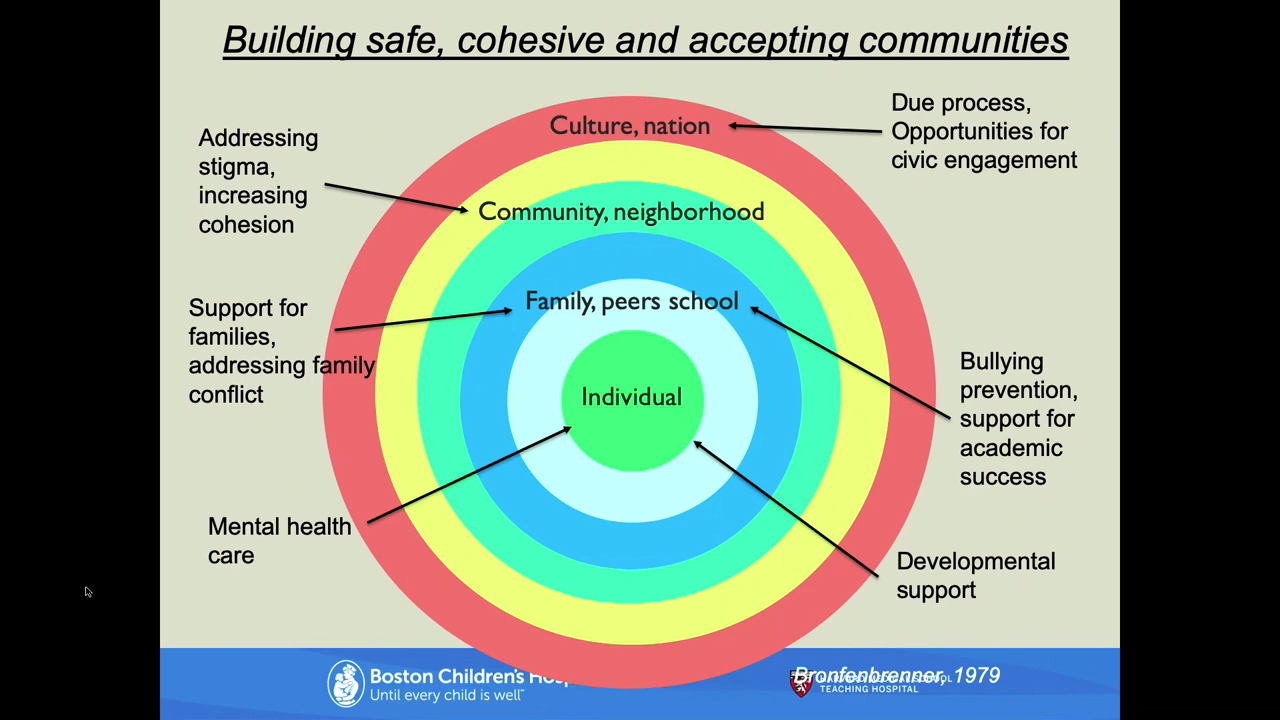 Building safe, cohesive and accepting communities
Due process,
Opportunities for
civic engagement
Culture, nation
Addressing
stigma,
increasing
cohesion
Community, neighborhood
Support for
families,
addressing family
conflict
Family, peers school
Bullying
prevention,
support for
academic
success
Individual
Mental health
care
Developmental
support
Boston Children's Hosp
Until every child is well
Bronfenbrenner, 1979
TEACHING HOSPITAL